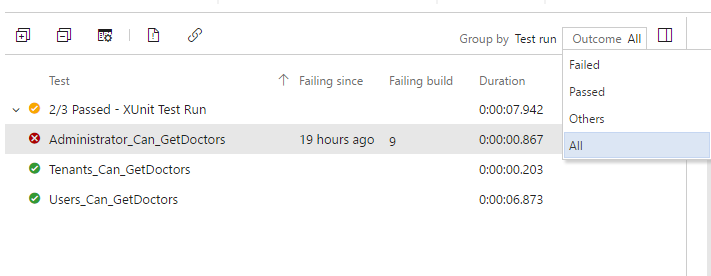 Group by Test run Outcome All
Test Failing since Failing build Duration
Failed
2/3 Passed - XUnit Test Run 0:00:07.942
Passed
Others
Administrator_Can_GetDoctors 19 hours ago 9 0:00:00.867
All
Tenants_Can_GetDoctors 0:00:00.203
Users_Can_GetDoctors 0:00:06.873